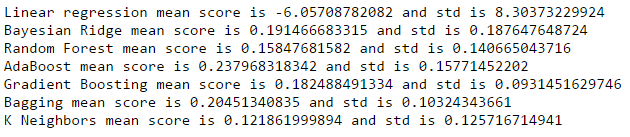 Linear regression mean score is -6.05708782082 and std is 8.30373229924
Bayesian Ridge mean score is 0.191466683315 and std is 0.187647648724
Random Forest mean score is 0.15847681582 and std is 0.140665043716
AdaBoost mean score is 0.237968318342 and std is 0.15771452202
Gradient Boosting mean score is 0.182488491334 and std is 0.0931451629746
Bagging mean score is 0.20451340835 and std is 0.10324343661
K Neighbors mean score is 0.121861999894 and std is 0.125716714941